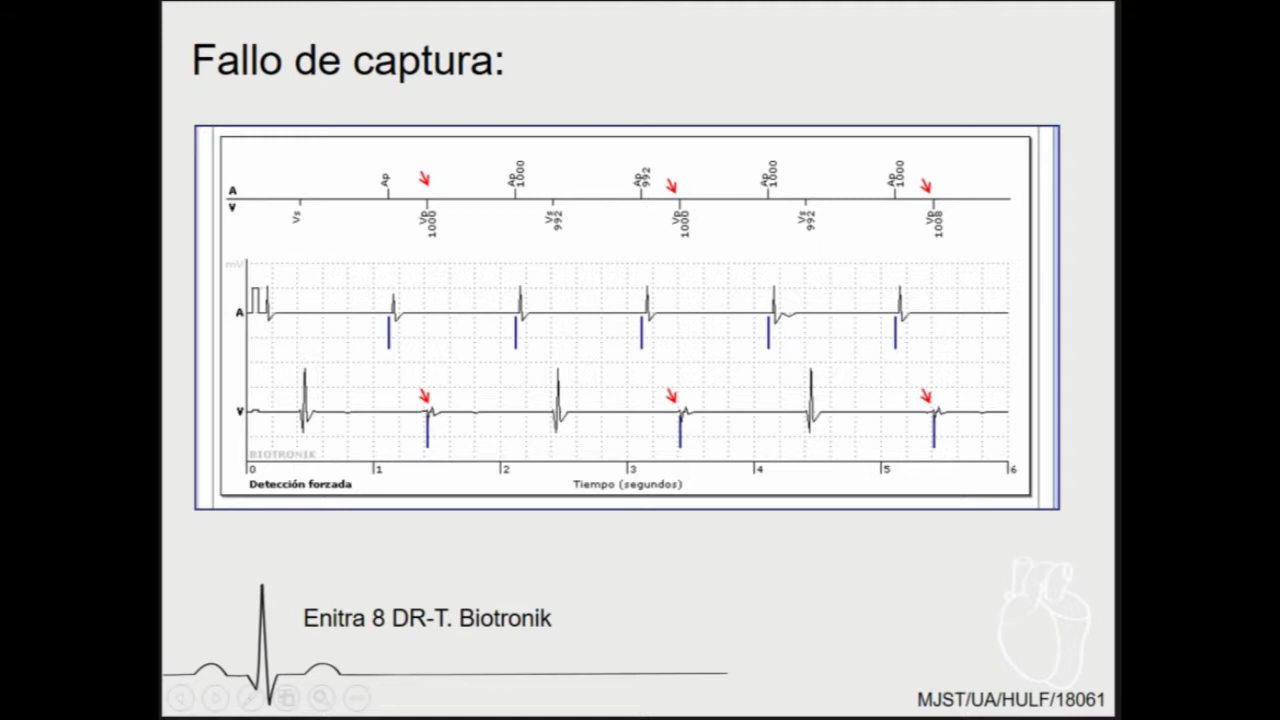 Fallo de captura:
Ap Ap 1000 Ap 992 Ap 1000 Ap 1000
A
V
Vs Vp 1008 Vs 992 Vp 1008 Vs 992 Vp 1008
mV
A
V
BIOTRONIK
0 1 2 3 4 5 6
Detección forzada Tiempo (segundos)
Enitra 8 DR-T. Biotronik
MJST/UA/HULF/18061